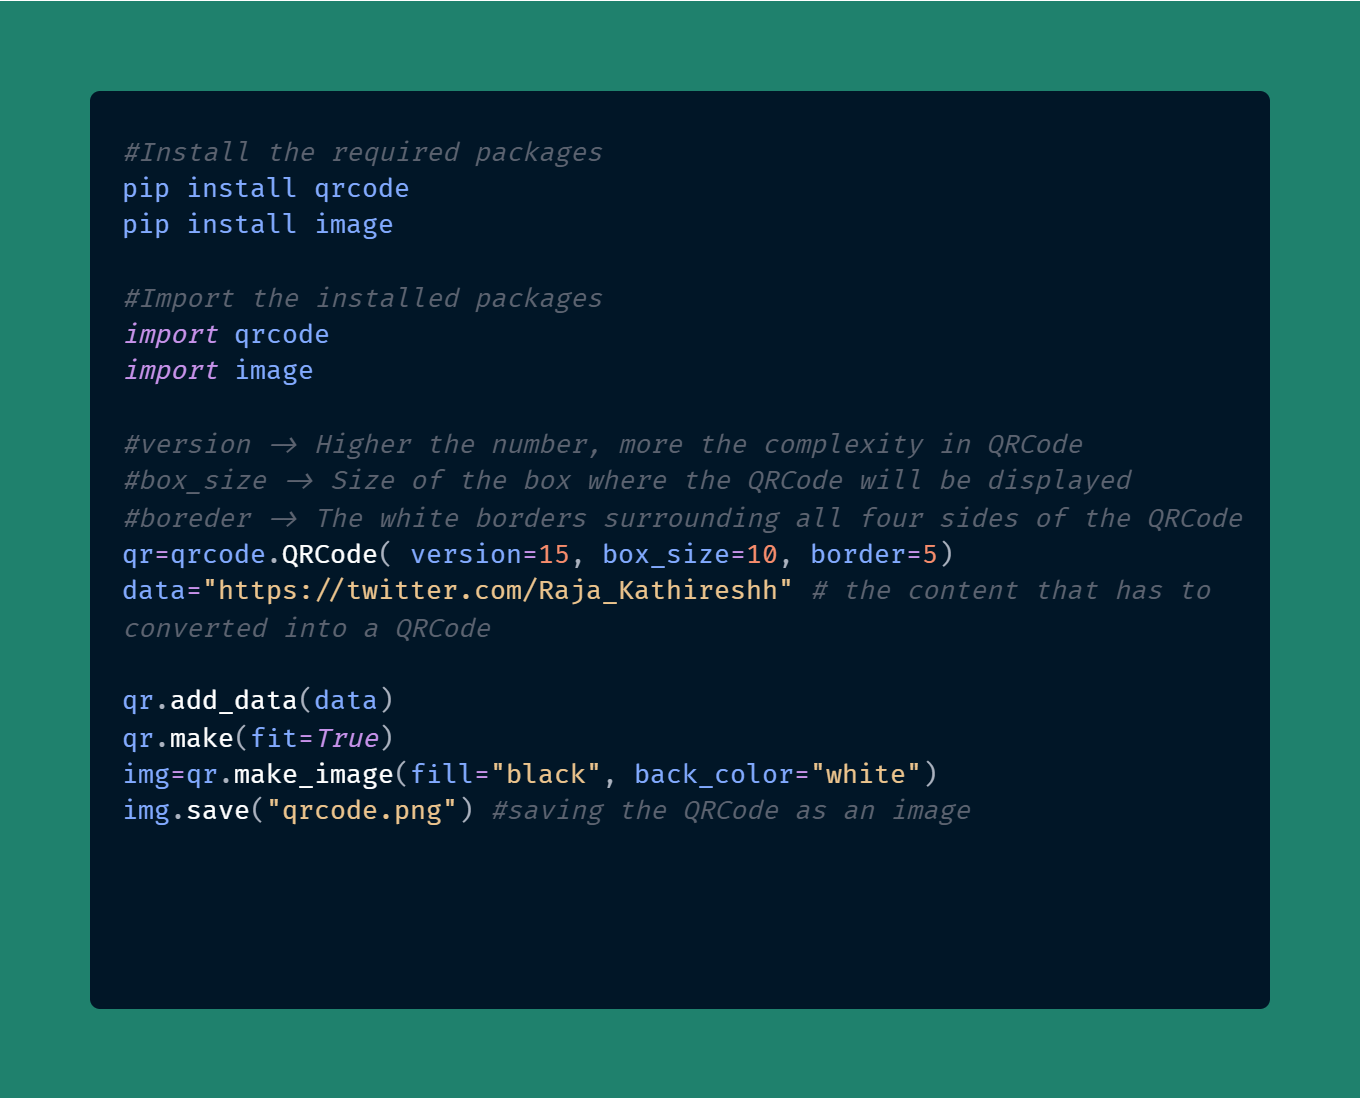 #Install the required packages
pip install qrcode
pip install image
#Import the installed packages
import qrcode
import image
#version -> Higher the number, more the complexity in QRCode
#box_size -> Size of the box where the QRCode will be displayed
#boreder -> The white borders surrounding all four sides of the QRCode
qr=qrcode.QRCode( version=15, box_size=10, border=5)
data="https://twitter.com/Raja_Kathireshh" # the content that has to
converted into a QRCode
qr.add_data(data)
qr.make(fit=True)
img=qr.make_image(fill="black", back_color="white")
img.save("qrcode.png") #saving the QRCode as an image